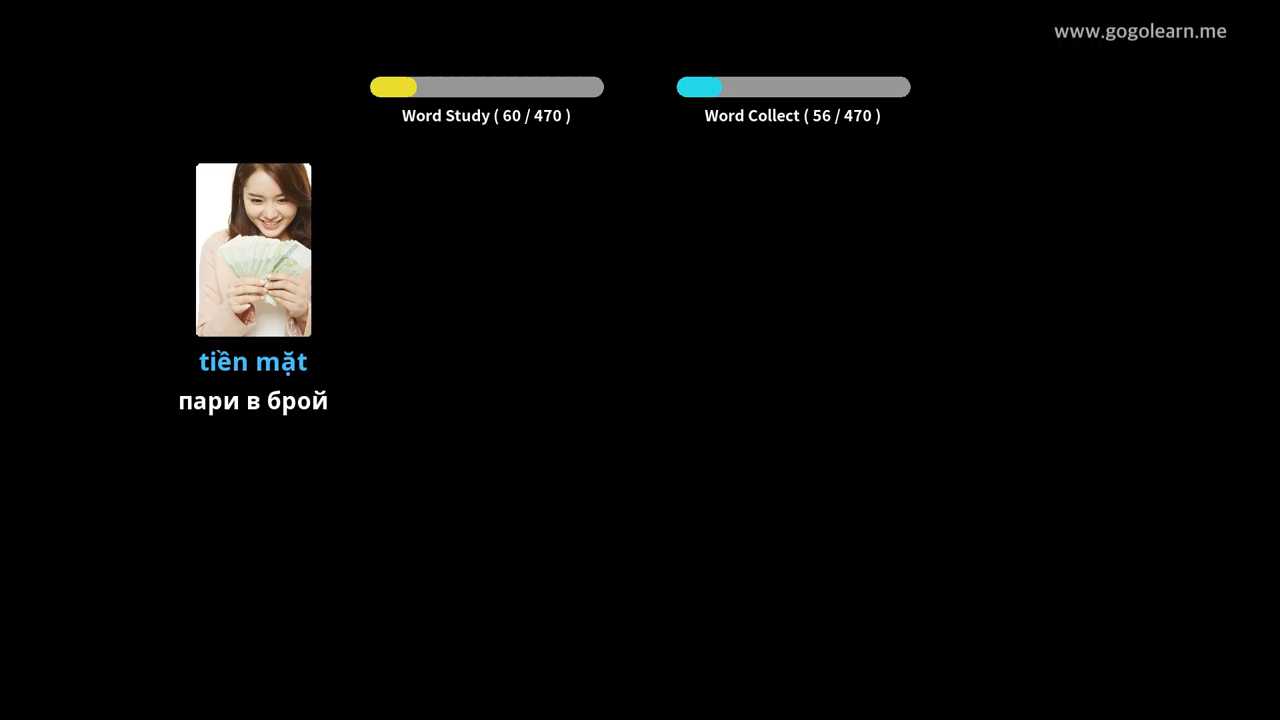 www.gogolearn.me
Word Study ( 60 / 470 )
Word Collect ( 56 / 470 )
tiền mặt
пари в брой